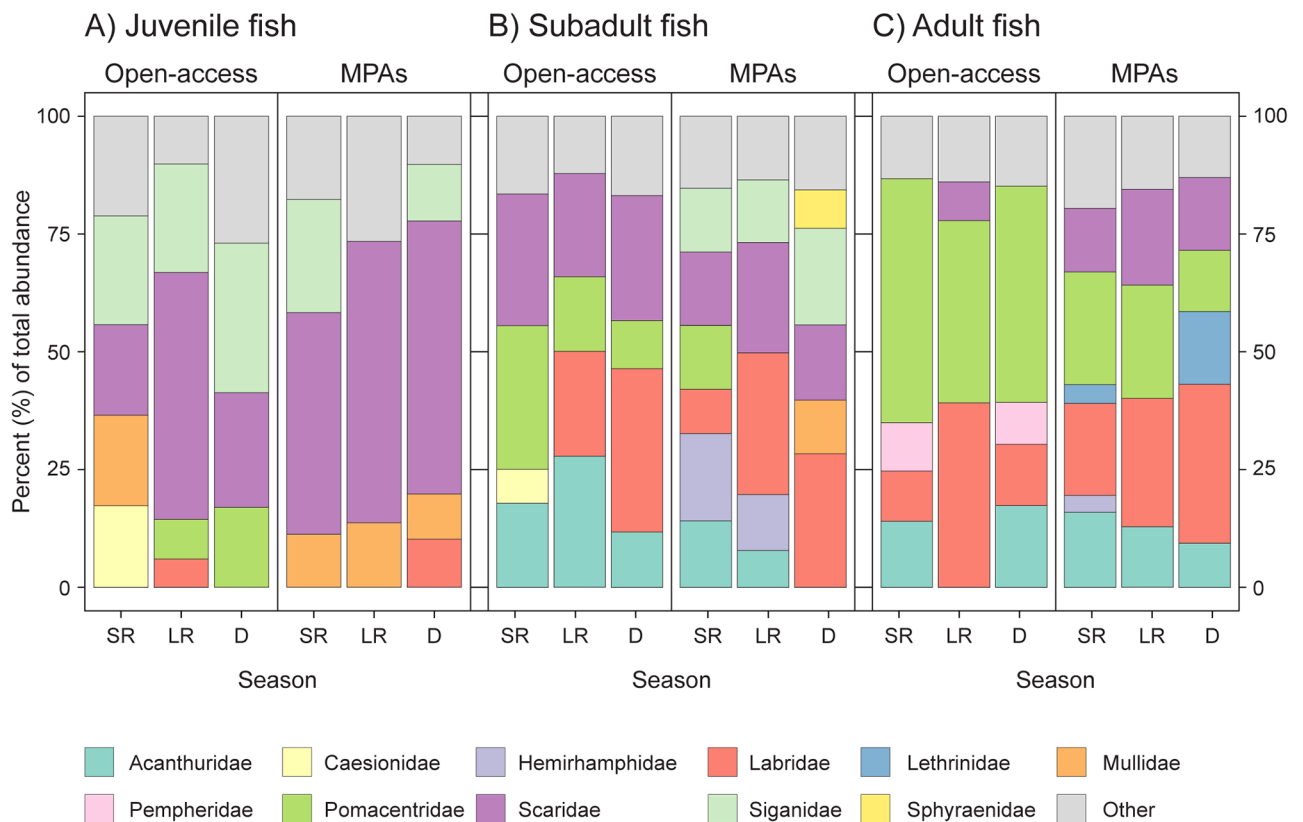 A) Juvenile fish B) Subadult fish C) Adult fish
Open-access MPAs Open-access MPAs Open-access MPAs
Percent (%) of total abundance
100 100
75 75
50 50
25 25
0 0
SR LR D SR LR D SR LR D SR LR D SR LR D SR LR D
Season Season Season
Acanthuridae Caesionidae Hemirhamphidae Labridae Lethrinidae Mullidae
Pempheridae Pomacentridae Scaridae Siganidae Sphyraenidae Other